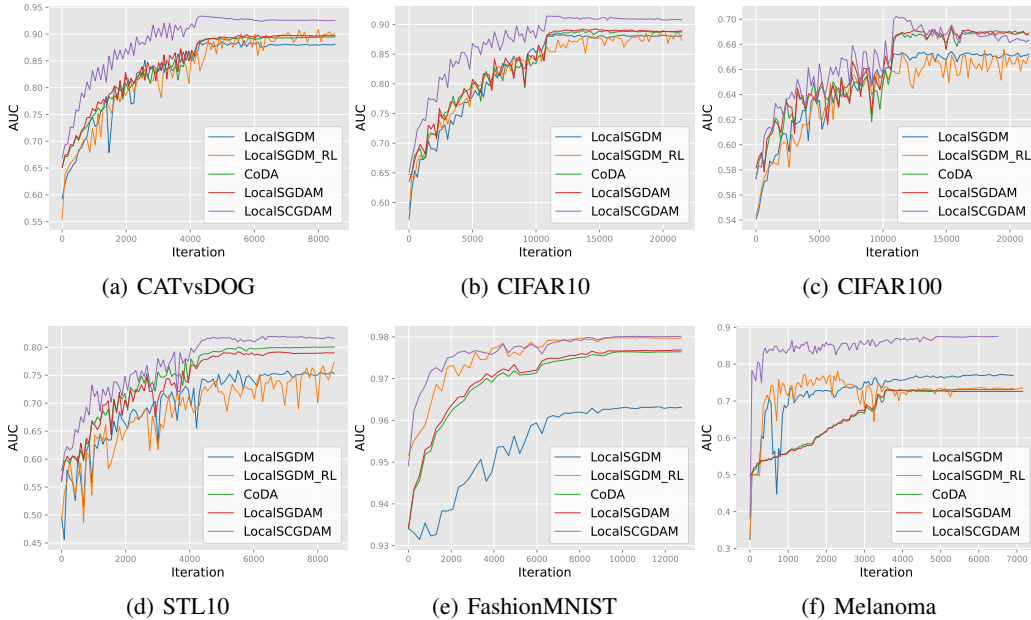 0.95
0.90
0.85
0.80
0.75
0.70
0.65
0.60
0.55
AUC
0 2000 4000 6000 8000
Iteration
LocalSGDM
LocalSGDM_RL
CoDA
LocalSGDAM
LocalSCGDAM
(a) CATvsDOG
0.90
0.85
0.80
0.75
0.70
0.65
0.60
AUC
0 5000 10000 15000 20000
Iteration
LocalSGDM
LocalSGDM_RL
CoDA
LocalSGDAM
LocalSCGDAM
(b) CIFAR10
0.70
0.66
0.62
0.58
0.54
AUC
0 5000 10000 15000 20000
Iteration
LocalSGDM
LocalSGDM_RL
CoDA
LocalSGDAM
LocalSCGDAM
(c) CIFAR100
0.80
0.75
0.70
0.65
0.60
0.55
0.50
0.45
AUC
0 2000 4000 6000 8000
Iteration
LocalSGDM
LocalSGDM_RL
CoDA
LocalSGDAM
LocalSCGDAM
(d) STL10
0.98
0.97
0.96
0.95
0.94
0.93
AUC
0 2000 4000 6000 8000 10000 12000
Iteration
LocalSGDM
LocalSGDM_RL
CoDA
LocalSGDAM
LocalSCGDAM
(e) FashionMNIST
0.9
0.8
0.7
0.6
0.5
0.4
0.3
AUC
0 1000 2000 3000 4000 5000 6000 7000
Iteration
LocalSGDM
LocalSGDM_RL
CoDA
LocalSGDAM
LocalSCGDAM
(f) Melanoma